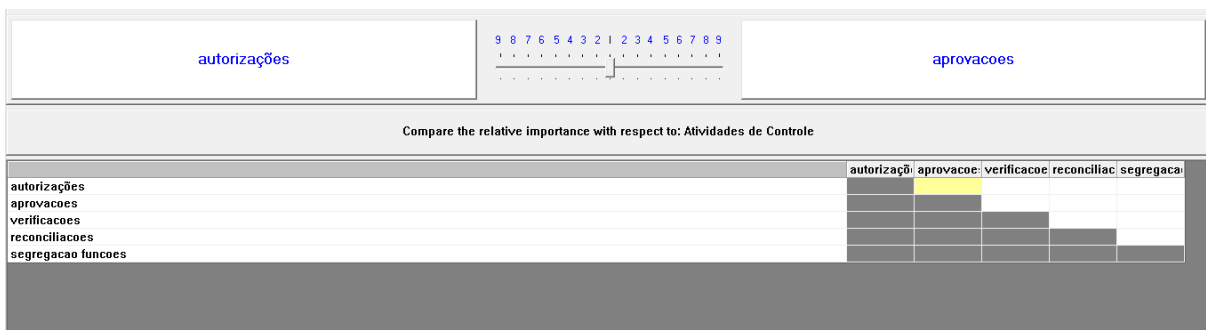 autorizações
9 8 7 6 5 4 3 2 1 2 3 4 5 6 7 8 9
aprovacoes
Compare the relative importance with respect to: Atividades de Controle
autorizaçõ aprovacoe verificacoe reconciliac segregaca
autorizações
aprovacoes
verificacoes
reconciliacoes
segregacao funcoes